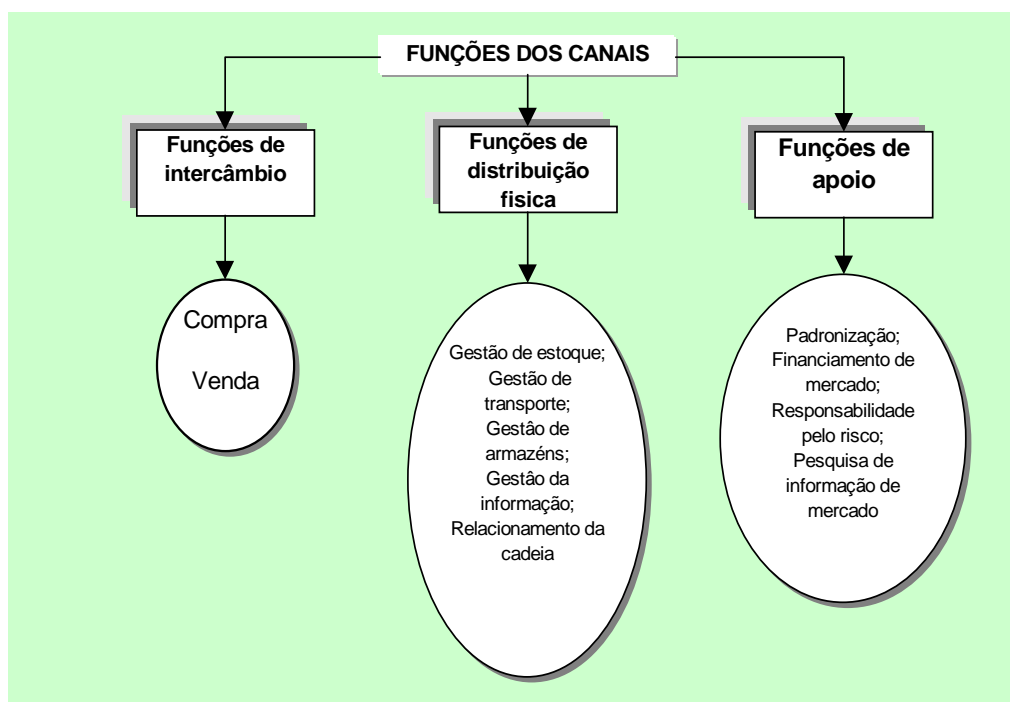 FUNÇÕES DOS CANAIS
Funções de
intercâmbio
Compra
Venda
Funções de
distribuição
fisica
Gestão de estoque;
Gestão de
transporte;
Gestâo de
armazéns;
Gestâo da
informação;
Relacionamento da
cadeia
Funções de
apoio
Padronização;
Financiamento de
mercado;
Responsabilidade
pelo risco;
Pesquisa de
informação de
mercado